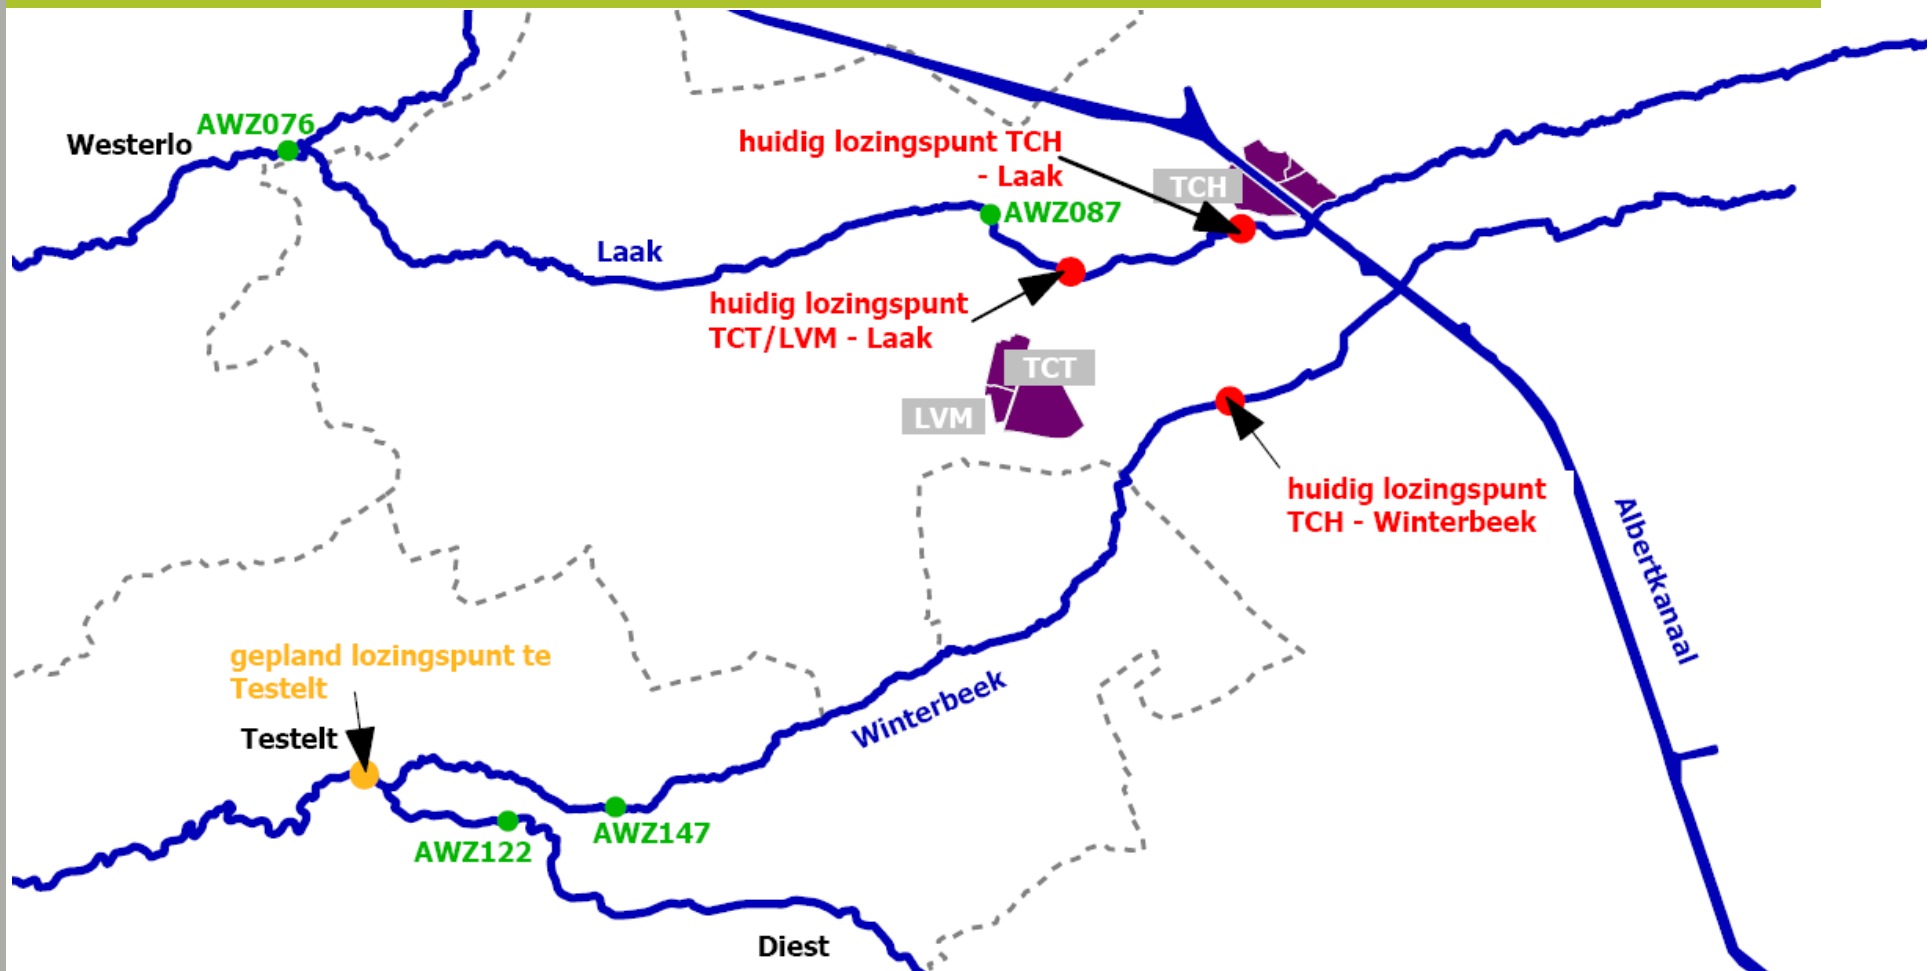 AWZ076
Westerlo
huidig lozingspunt TCH
- Laak
TCH
AWZ087
Laak
huidig lozingspunt
TCT/LVM - Laak
TCT
LVM
huidig lozingspunt
TCH - Winterbeek
Albertkanaal
gepland lozingspunt te
Testelt
Winterbeek
Testelt
AWZ147
AWZ122
Diest